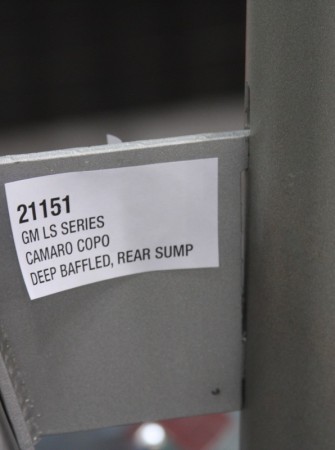 21151
GM LS SERIES
CAMARO COPO
DEEP BAFFLED, REAR SUMP